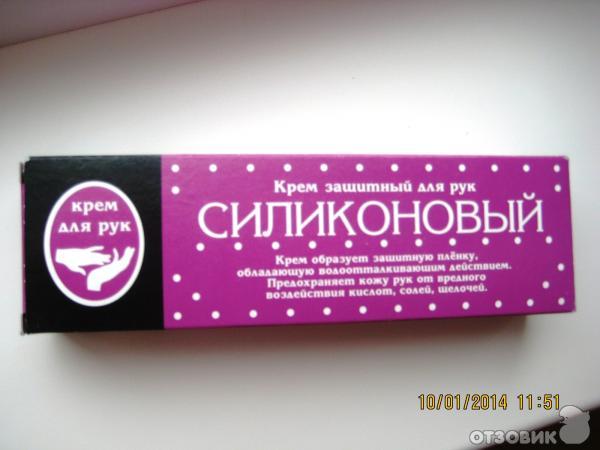 крем
для рук
Крем защитный для рук
СИЛИКОНОВЫЙ
Крем образует защитную плёнку,
обладающую водоотталкивающим действием.
Предохраняет кожу рук от вредного
воздействия кислот, солей, щелочей.
10/01/2014 11:51
ОТЗОВИК